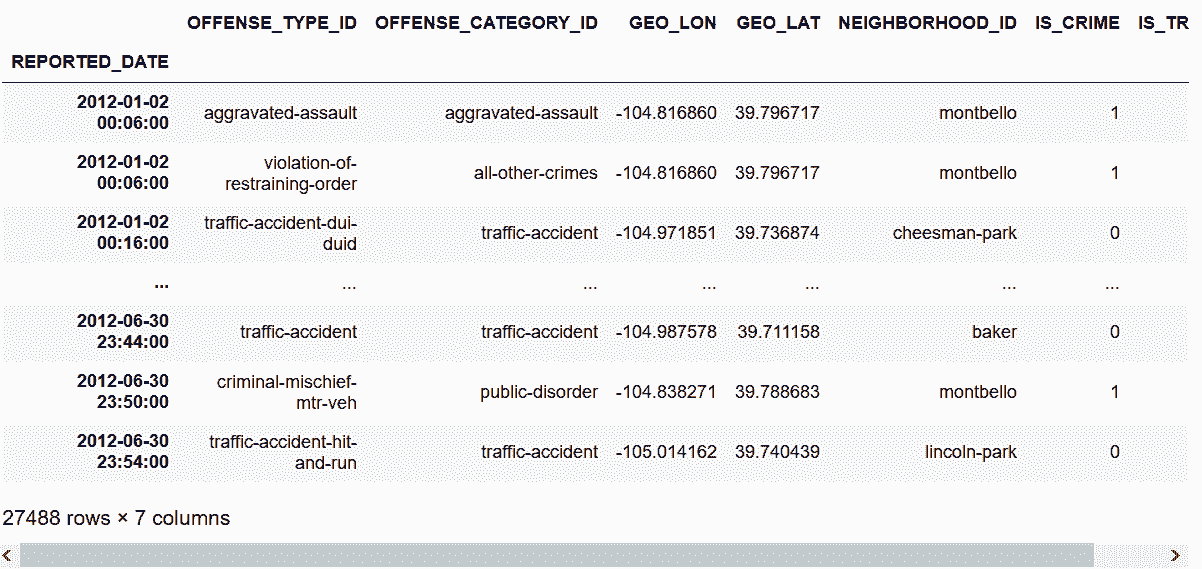 OFFENSE_TYPE_ID OFFENSE_CATEGORY_ID GEO_LON GEO_LAT NEIGHBORHOOD_ID IS_CRIME IS_TR
REPORTED_DATE
2012-01-02 00:06:00 aggravated-assault aggravated-assault -104.816860 39.796717 montbello 1
2012-01-02 00:06:00 violation-of-restraining-order all-other-crimes -104.816860 39.796717 montbello 1
2012-01-02 00:16:00 traffic-accident-dui-duid traffic-accident -104.971851 39.736874 cheesman-park 0
... ... ... ... ... ... ...
2012-06-30 23:44:00 traffic-accident traffic-accident -104.987578 39.711158 baker 0
2012-06-30 23:50:00 criminal-mischief-mtr-veh public-disorder -104.838271 39.788683 montbello 1
2012-06-30 23:54:00 traffic-accident-hit-and-run traffic-accident -105.014162 39.740439 lincoln-park 0
27488 rows × 7 columns